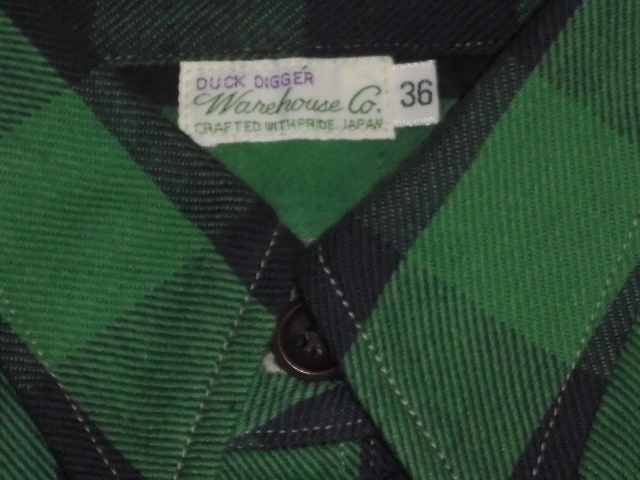 DUCK DIGGER
Warehouse Co.
CRAFTED WITH PRIDE. JAPAN
36